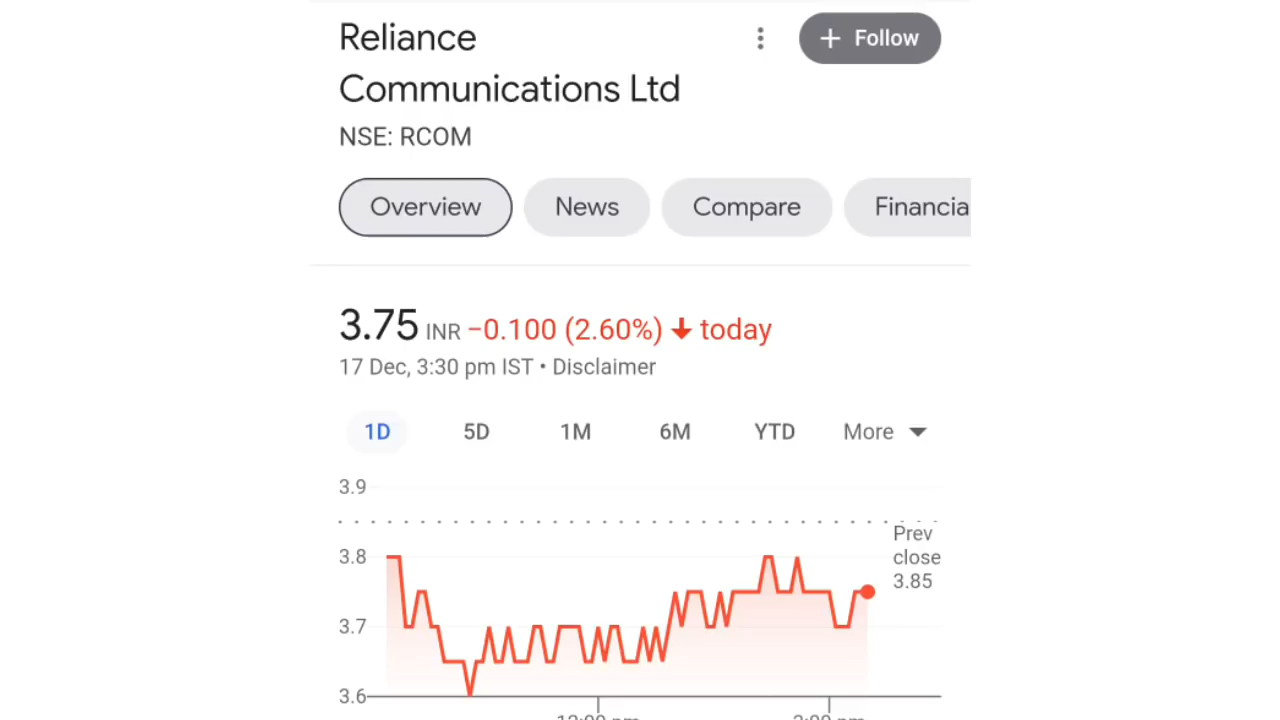 Reliance
Communications Ltd
+ Follow
NSE: RCOM
Overview
News
Compare
Financia
3.75 INR −0.100 (2.60%) ↓ today
17 Dec, 3:30 pm IST • Disclaimer
1D
5D
1M
6M
YTD
More
3.9
3.8
3.7
3.6
Prev
close
3.85